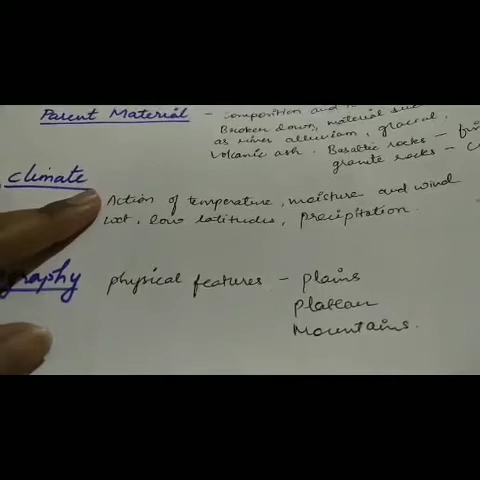 Parent Material - composition and
Broken down, material such
as river alluvium, glacial,
Volcanic ash. Basaltic rocks -
granite rocks -
climate
Action of temperature, moisture and wind
low latitudes, precipitation.
graphy physical features - plains
plateau
Mountains.